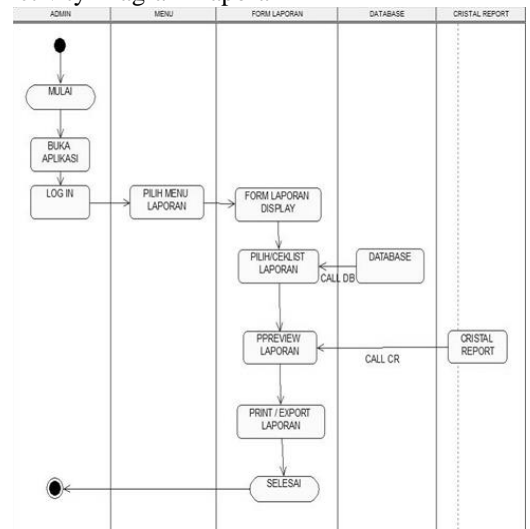 ADMIN MENU FORM LAPORAN DATABASE CRISTAL REPORT
MULAI
BUKA
APLIKASI
LOG IN
PILIH MENU
LAPORAN
FORM LAPORAN
DISPLAY
PILIH/CEKLIST
LAPORAN
DATABASE
CALL DB
PPREVIEW
LAPORAN
CRISTAL
REPORT
CALL CR
PRINT / EXPORT
LAPORAN
SELESAI